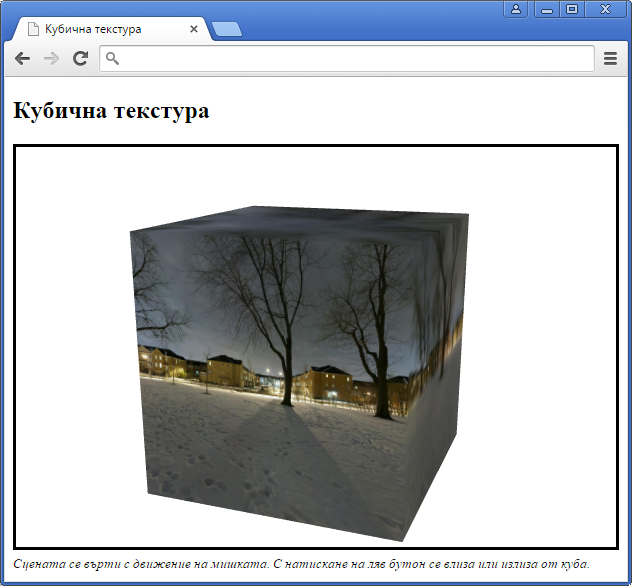 Кубична текстура
Кубична текстура
Сцената се върти с движение на мишката. С натискане на ляв бутон се влиза или излиза от куба.